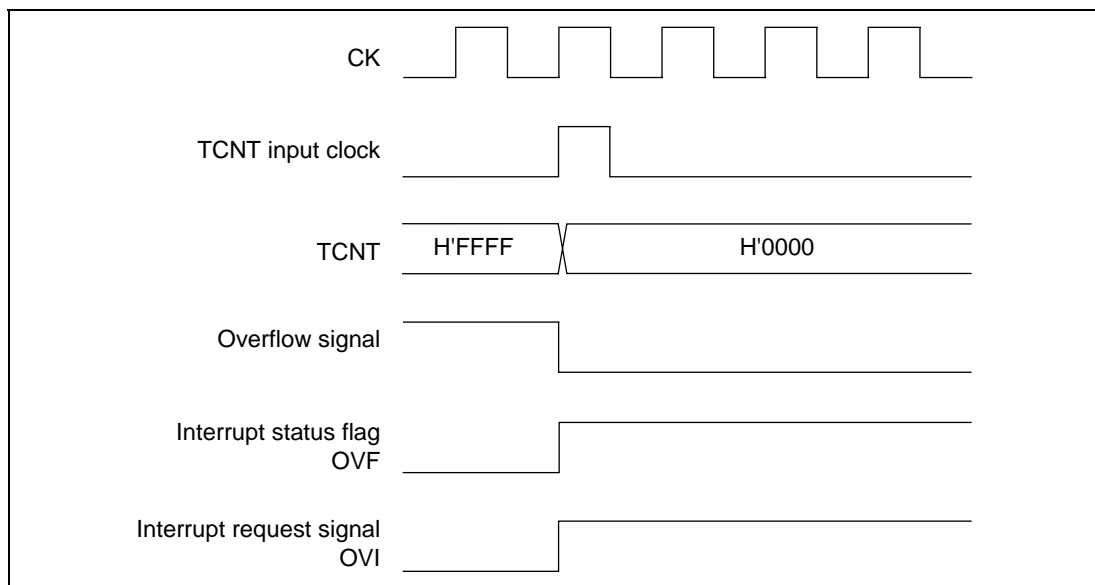 CK
TCNT input clock
TCNT
H'FFFF
H'0000
Overflow signal
Interrupt status flag
OVF
Interrupt request signal
OVI